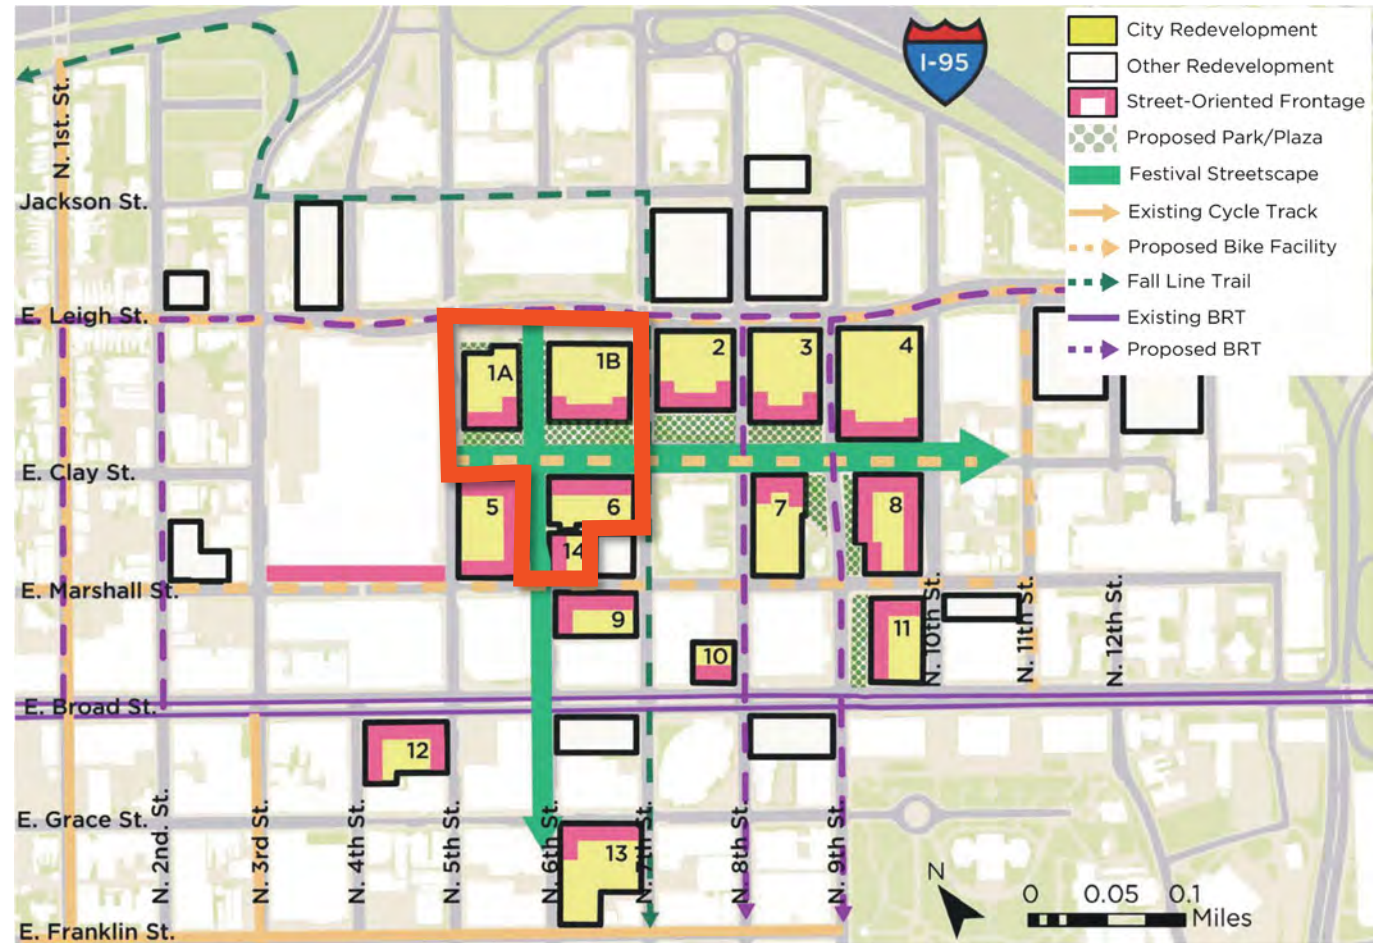 I-95
City Redevelopment
Other Redevelopment
Street-Oriented Frontage
Proposed Park/Plaza
Festival Streetscape
Existing Cycle Track
Proposed Bike Facility
Fall Line Trail
Existing BRT
Proposed BRT
N. 1st. St.
Jackson St.
E. Leigh St.
1A
1B
2
3
4
E. Clay St.
5
6
7
8
14
E. Marshall St.
9
10
11
N. 10th St.
N. 11th St.
N. 12th St.
E. Broad St.
12
E. Grace St.
N. 2nd. St.
N. 3rd St.
N. 4th St.
N. 5th St.
N. 6th St.
N. 7th St.
N. 8th St.
N. 9th St.
13
N
0 0.05 0.1
Miles
E. Franklin St.